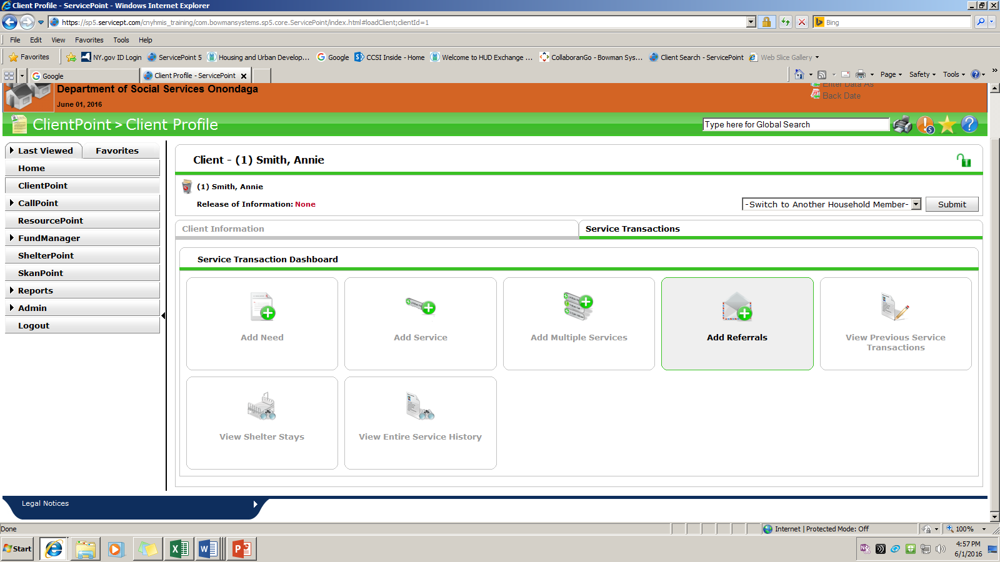 Client Profile - ServicePoint - Windows Internet Explorer
https://sp5.servicept.com/cnyhmis_training/com.bowmansystems.sp5.core.ServicePoint/index.html#loadClient;clientId=1
Bing
File Edit View Favorites Tools Help
Favorites NY.gov ID Login ServicePoint 5 Housing and Urban Develop... Google CCSI Inside - Home Welcome to HUD Exchange ... CollaboranGo - Bowman Sys... Client Search - ServicePoint Web Slice Gallery
Google Client Profile - ServicePoint Page Safety Tools »
Department of Social Services Onondaga
Enter Data As
June 01, 2016
Back Date
ClientPoint > Client Profile
Type here for Global Search
5
Last Viewed Favorites
Home
ClientPoint
CallPoint
ResourcePoint
FundManager
ShelterPoint
SkanPoint
Reports
Admin
Logout
Client - (1) Smith, Annie
(1) Smith, Annie
Release of Information: None
-Switch to Another Household Member- Submit
Client Information Service Transactions
Service Transaction Dashboard
Add Need
Add Service
Add Multiple Services
Add Referrals
View Previous Service
Transactions
View Shelter Stays
View Entire Service History
Legal Notices
Done
Internet | Protected Mode: Off
100%
Start
4:57 PM
6/1/2016